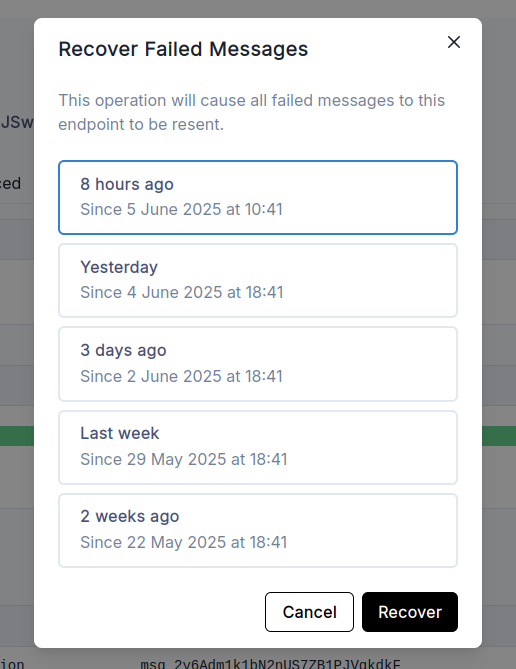 Recover Failed Messages
This operation will cause all failed messages to this
endpoint to be resent.
JSw
ced
8 hours ago
Since 5 June 2025 at 10:41
Yesterday
Since 4 June 2025 at 18:41
3 days ago
Since 2 June 2025 at 18:41
Last week
Since 29 May 2025 at 18:41
2 weeks ago
Since 22 May 2025 at 18:41
Cancel Recover